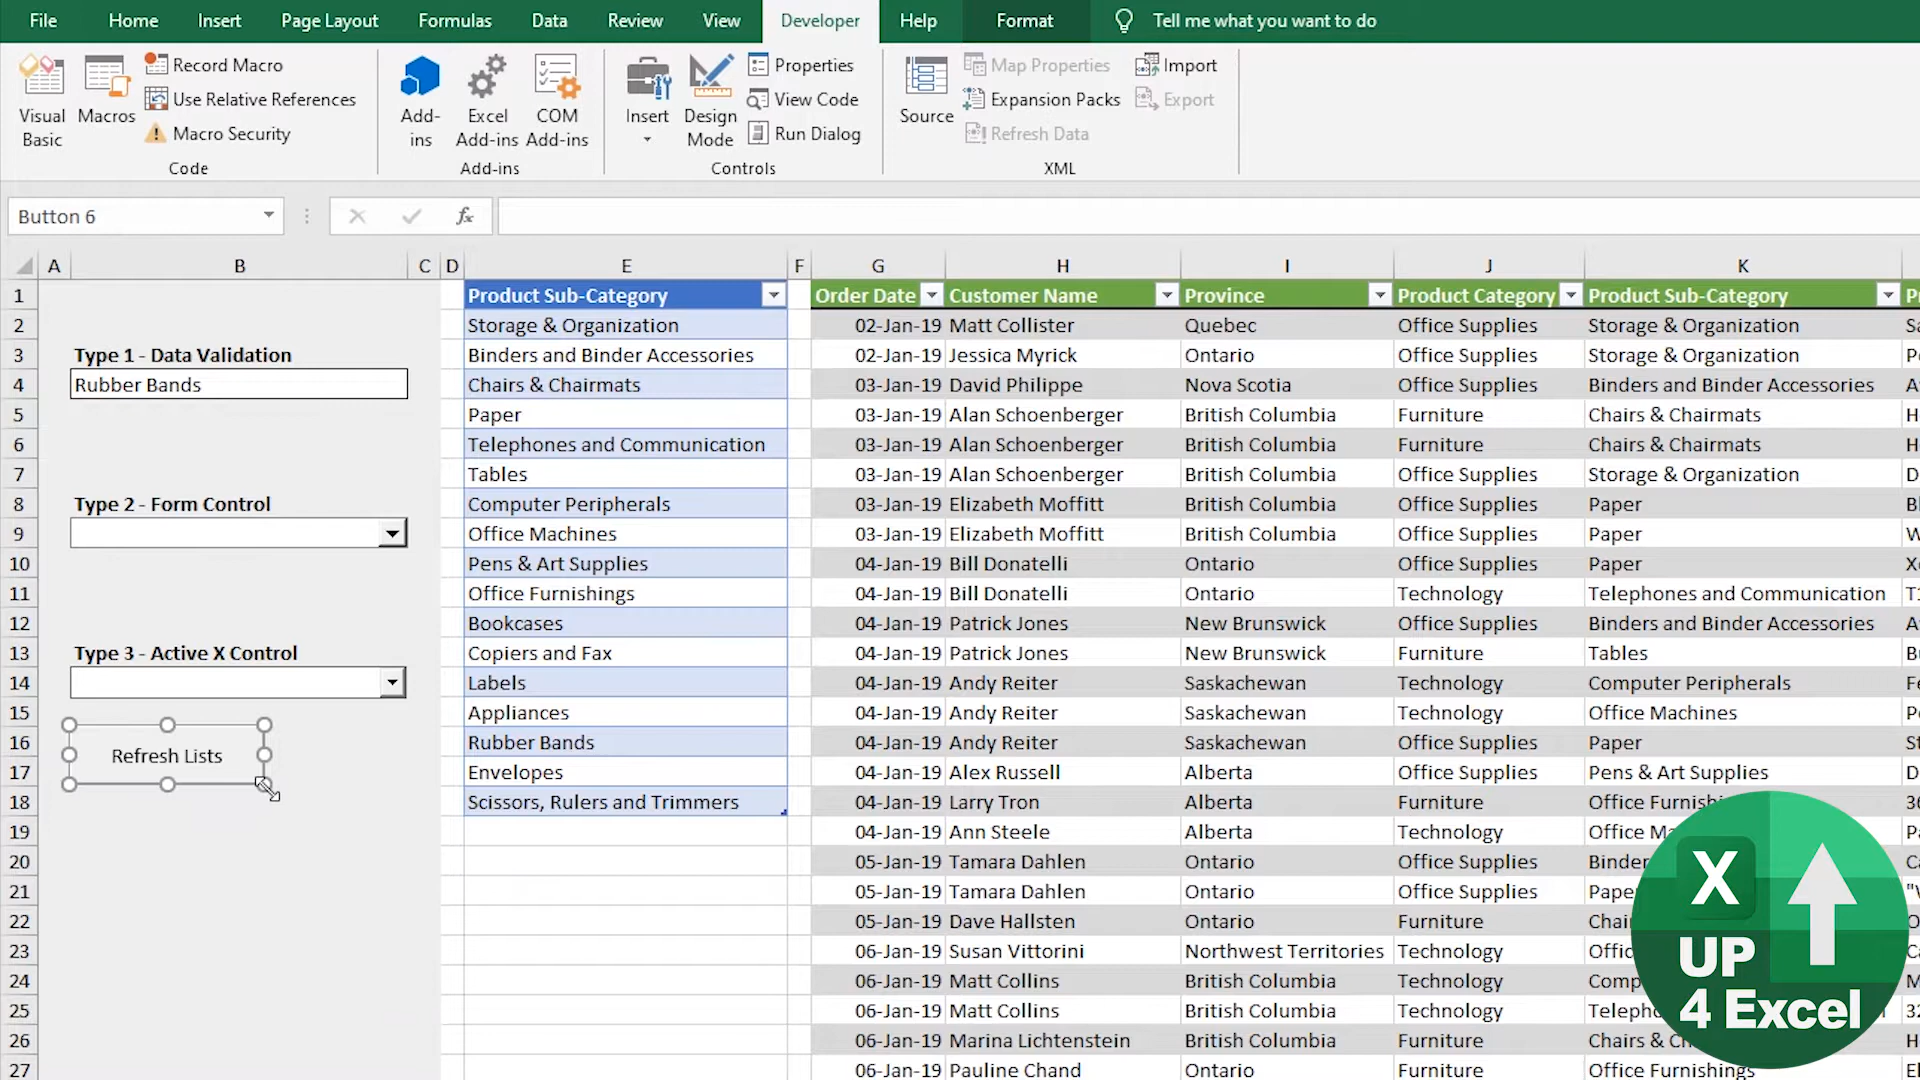 File Home Insert Page Layout Formulas Data Review View Developer Help Format Tell me what you want to do
Visual Basic
Macros
Record Macro
Use Relative References
Macro Security
Code
Add-ins
Excel Add-ins
COM Add-ins
Add-ins
Insert
Design Mode
Properties
View Code
Run Dialog
Controls
Source
Map Properties
Expansion Packs
Refresh Data
Import
Export
XML
Button 6
fx
A B C D E F G H I J K
1 Product Sub-Category Order Date Customer Name Province Product Category Product Sub-Category
2 Storage & Organization 02-Jan-19 Matt Collister Quebec Office Supplies Storage & Organization
3 Type 1 - Data Validation Binders and Binder Accessories 02-Jan-19 Jessica Myrick Ontario Office Supplies Storage & Organization
4 Rubber Bands Chairs & Chairmats 03-Jan-19 David Philippe Nova Scotia Office Supplies Binders and Binder Accessories
5 Paper 03-Jan-19 Alan Schoenberger British Columbia Furniture Chairs & Chairmats
6 Telephones and Communication 03-Jan-19 Alan Schoenberger British Columbia Furniture Chairs & Chairmats
7 Tables 03-Jan-19 Alan Schoenberger British Columbia Office Supplies Storage & Organization
8 Type 2 - Form Control Computer Peripherals 03-Jan-19 Elizabeth Moffitt British Columbia Office Supplies Paper
9 Office Machines 03-Jan-19 Elizabeth Moffitt British Columbia Office Supplies Paper
10 Pens & Art Supplies 04-Jan-19 Bill Donatelli Ontario Office Supplies Paper
11 Office Furnishings 04-Jan-19 Bill Donatelli Ontario Technology Telephones and Communication
12 Bookcases 04-Jan-19 Patrick Jones New Brunswick Office Supplies Binders and Binder Accessories
13 Type 3 - Active X Control Copiers and Fax 04-Jan-19 Patrick Jones New Brunswick Furniture Tables
14 Labels 04-Jan-19 Andy Reiter Saskachewan Technology Computer Peripherals
15 Appliances 04-Jan-19 Andy Reiter Saskachewan Technology Office Machines
16 Refresh Lists Rubber Bands 04-Jan-19 Andy Reiter Saskachewan Office Supplies Paper
17 Envelopes 04-Jan-19 Alex Russell Alberta Office Supplies Pens & Art Supplies
18 Scissors, Rulers and Trimmers 04-Jan-19 Larry Tron Alberta Furniture Office Furnishi
19 04-Jan-19 Ann Steele Alberta Technology Office Ma
20 05-Jan-19 Tamara Dahlen Ontario Office Supplies Binder
21 05-Jan-19 Tamara Dahlen Ontario Office Supplies Pape
22 05-Jan-19 Dave Hallsten Ontario Furniture Chai
23 06-Jan-19 Susan Vittorini Northwest Territories Technology Offic
24 06-Jan-19 Matt Collins British Columbia Technology Comp
25 06-Jan-19 Matt Collins British Columbia Technology Teleph
26 06-Jan-19 Marina Lichtenstein British Columbia Furniture Chairs & C
27 06-Jan-19 Pauline Chand Ontario Furniture Office Furnishings
X
UP
4 Excel